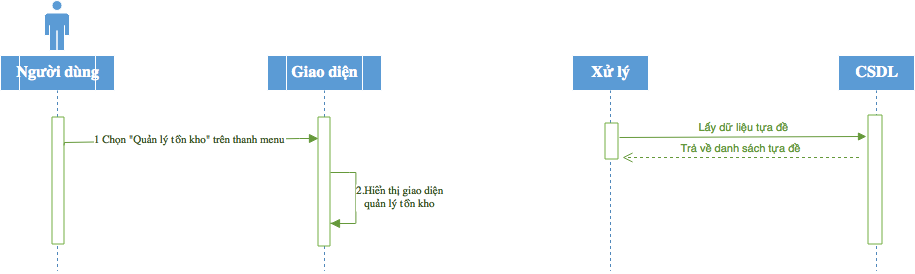 Người dùng
Giao diện
Xử lý
CSDL
1 Chọn "Quản lý tồn kho" trên thanh menu
Lấy dữ liệu tựa đề
Trả về danh sách tựa đề
2.Hiển thị giao diện
quản lý tồn kho